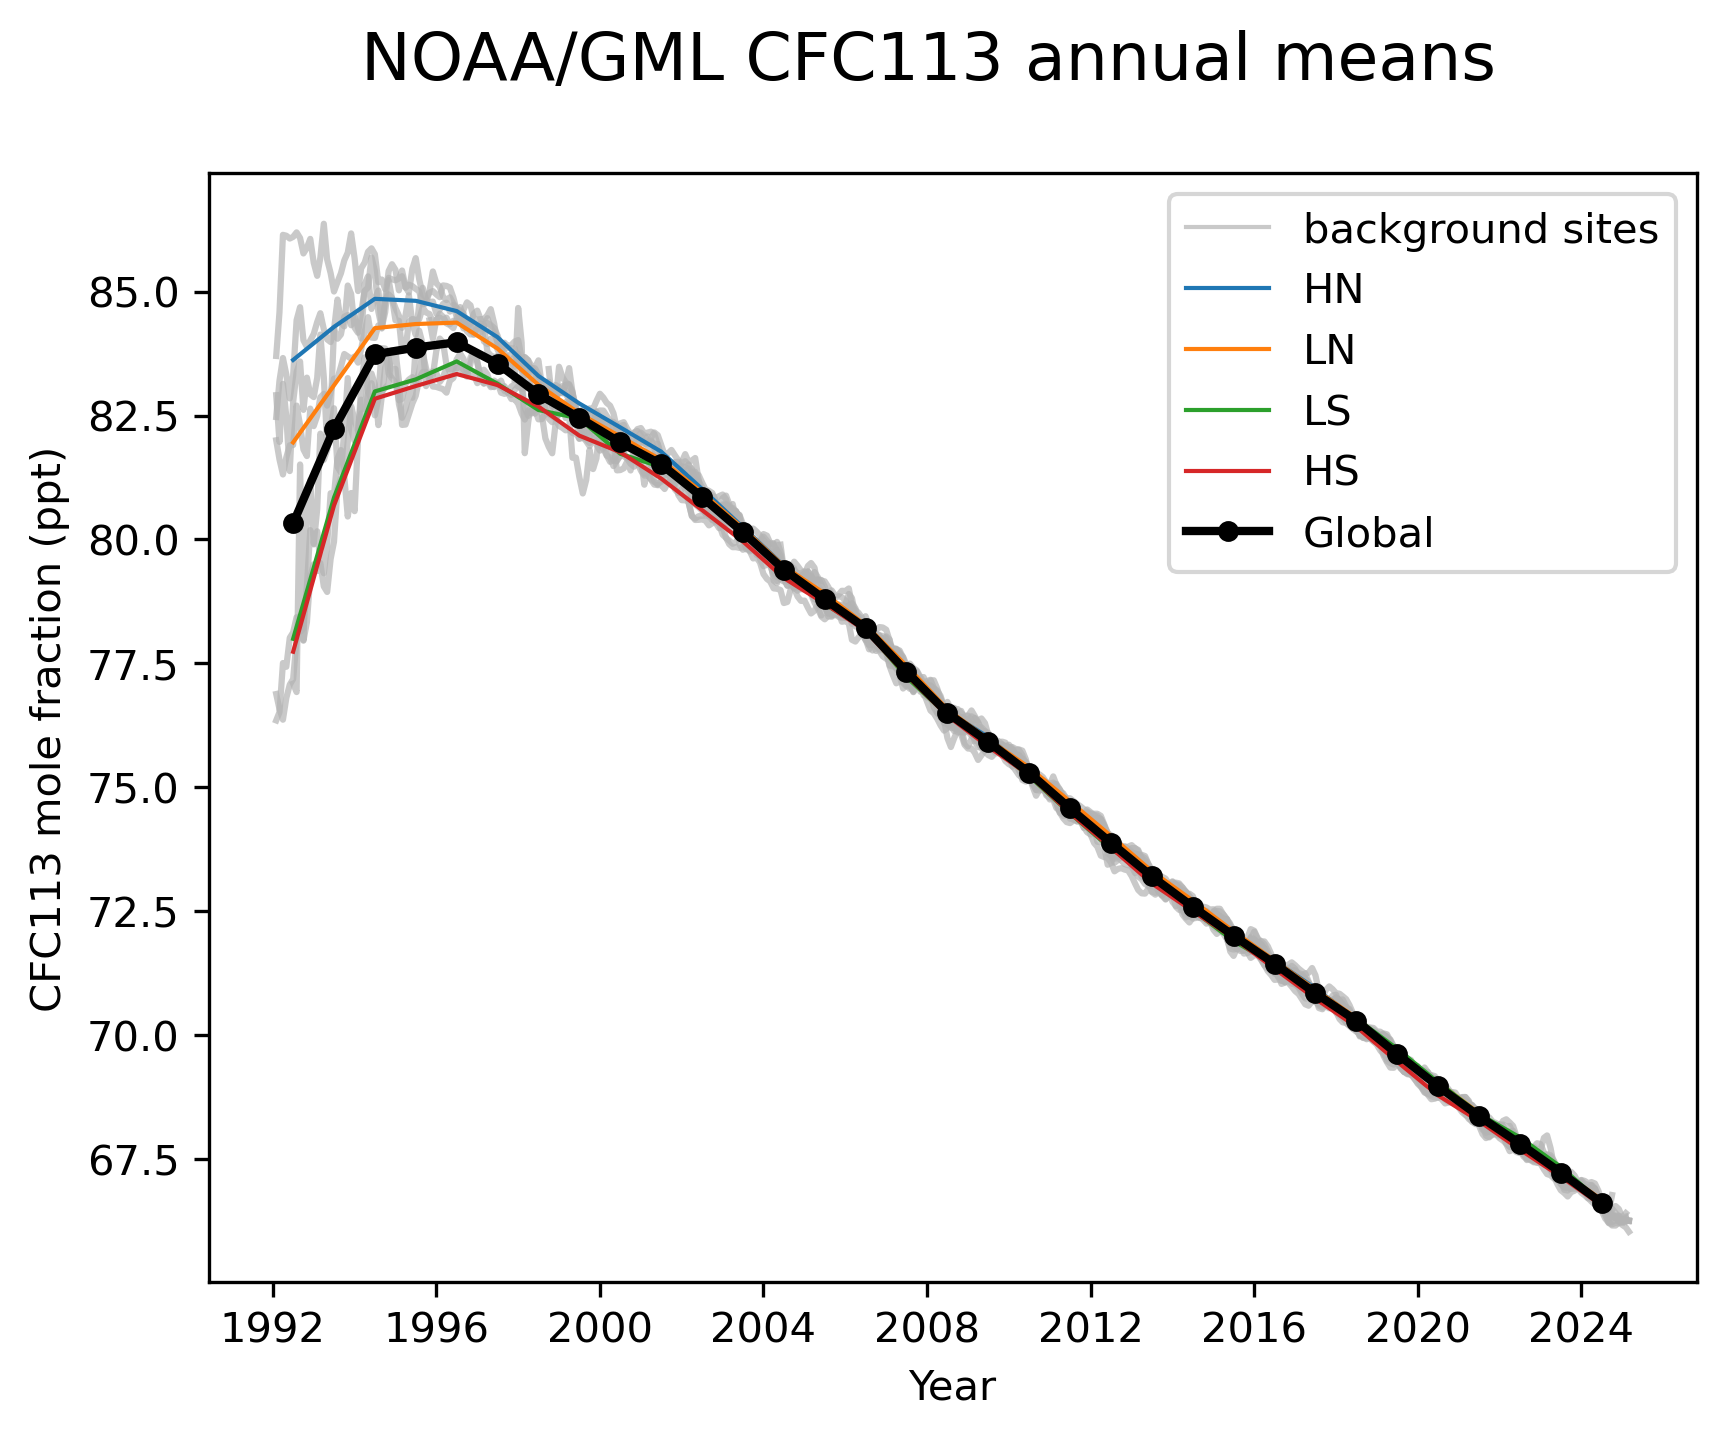 NOAA/GML CFC113 annual means
background sites
HN
LN
LS
HS
Global
85.0
82.5
80.0
77.5
75.0
72.5
70.0
67.5
CFC113 mole fraction (ppt)
1992 1996 2000 2004 2008 2012 2016 2020 2024
Year